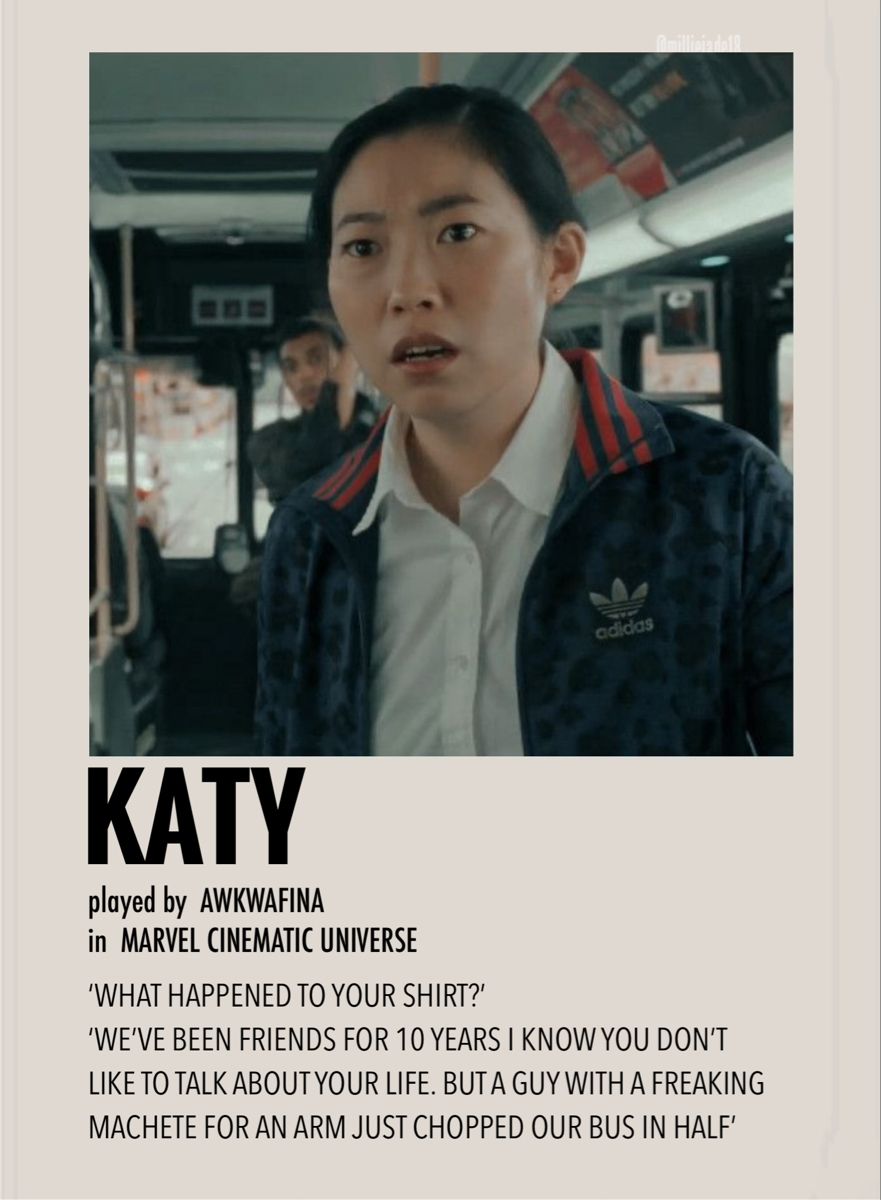 @milliejade18
adidas
KATY
played by AWKWAFINA
in MARVEL CINEMATIC UNIVERSE
‘WHAT HAPPENED TO YOUR SHIRT?’
‘WE’VE BEEN FRIENDS FOR 10 YEARS I KNOW YOU DON’T
LIKE TO TALK ABOUT YOUR LIFE. BUT A GUY WITH A FREAKING
MACHETE FOR AN ARM JUST CHOPPED OUR BUS IN HALF’